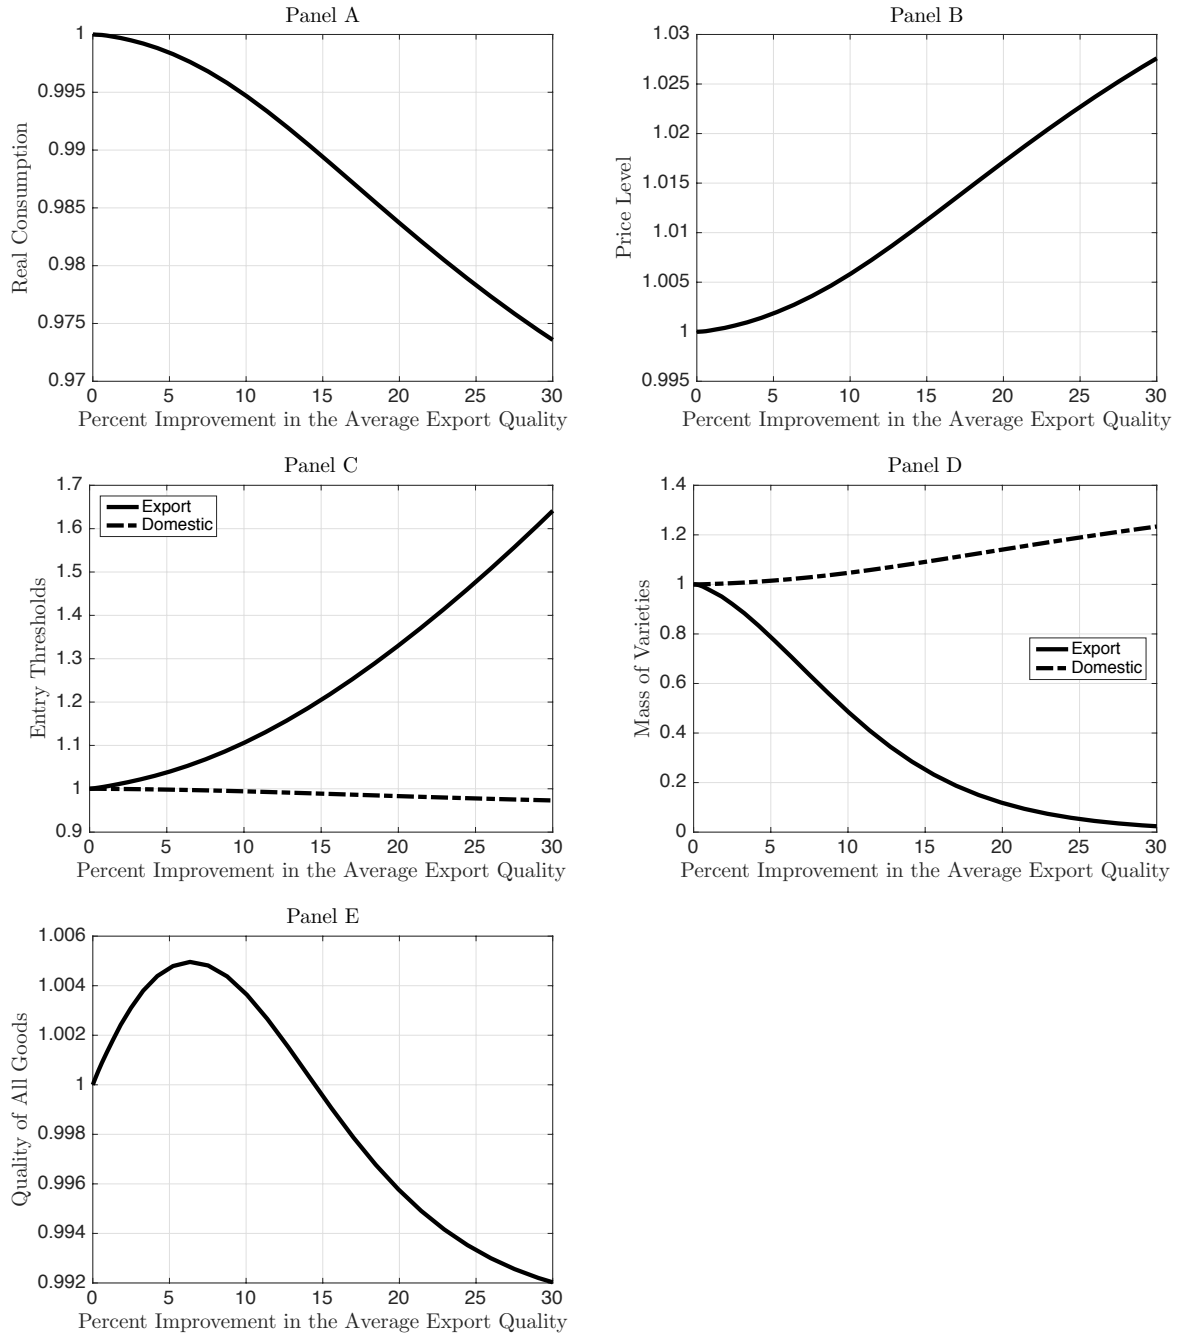 Panel A
Real Consumption
1
0.995
0.99
0.985
0.98
0.975
0.97
0 5 10 15 20 25 30
Percent Improvement in the Average Export Quality
Panel B
Price Level
1.03
1.025
1.02
1.015
1.01
1.005
1
0.995
0 5 10 15 20 25 30
Percent Improvement in the Average Export Quality
Panel C
Entry Thresholds
1.7
1.6
1.5
1.4
1.3
1.2
1.1
1
0.9
Export
Domestic
0 5 10 15 20 25 30
Percent Improvement in the Average Export Quality
Panel D
Mass of Varieties
1.4
1.2
1
0.8
0.6
0.4
0.2
0
Export
Domestic
0 5 10 15 20 25 30
Percent Improvement in the Average Export Quality
Panel E
Quality of All Goods
1.006
1.004
1.002
1
0.998
0.996
0.994
0.992
0 5 10 15 20 25 30
Percent Improvement in the Average Export Quality